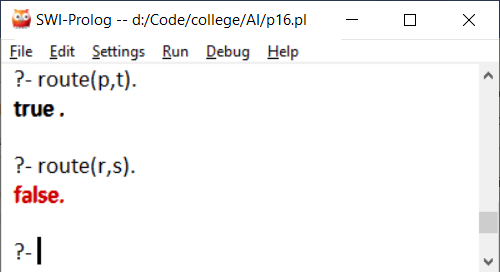 SWI-Prolog -- d:/Code/college/AI/p16.pl
File Edit Settings Run Debug Help
?- route(p,t).
true .
?- route(r,s).
false.
?-